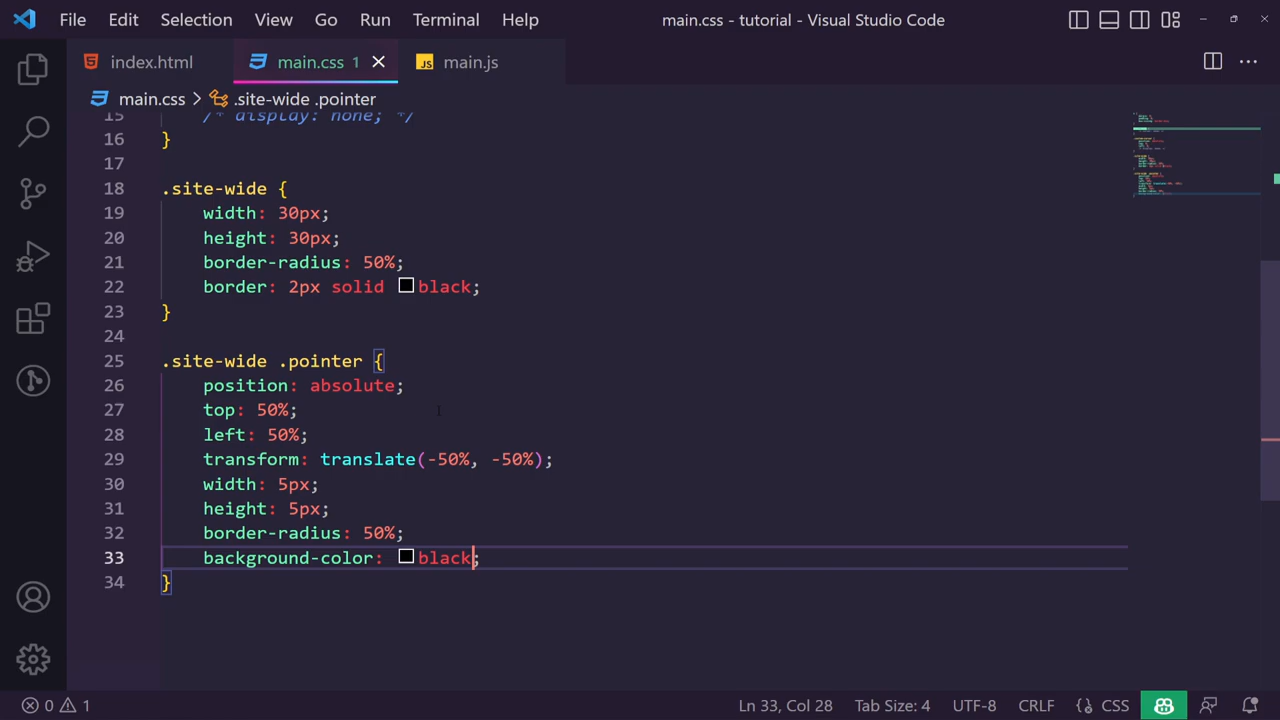 File Edit Selection View Go Run Terminal Help main.css - tutorial - Visual Studio Code
index.html main.css 1 JS main.js
main.css > .site-wide .pointer
15 /* display: none; */
16 }
17
18 .site-wide {
19 width: 30px;
20 height: 30px;
21 border-radius: 50%;
22 border: 2px solid black;
23 }
24
25 .site-wide .pointer {
26 position: absolute;
27 top: 50%;
28 left: 50%;
29 transform: translate(-50%, -50%);
30 width: 5px;
31 height: 5px;
32 border-radius: 50%;
33 background-color: black;
34 }
0 1 Ln 33, Col 28 Tab Size: 4 UTF-8 CRLF {} CSS